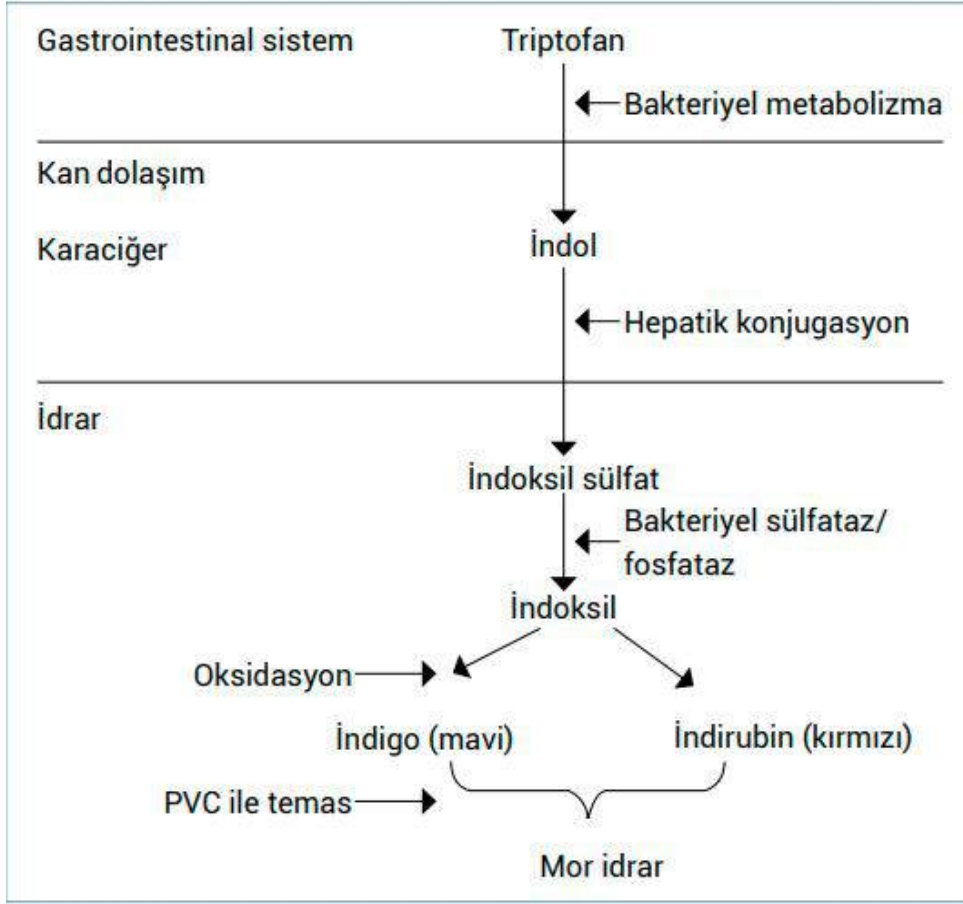 Gastrointestinal sistem
Triptofan
Bakteriyel metabolizma
Kan dolaşım
Karaciğer
İndol
Hepatik konjugasyon
İdrar
İndoksil sülfat
Bakteriyel sülfataz/
fosfataz
İndoksil
Oksidasyon
İndigo (mavi)
İndirubin (kırmızı)
PVC ile temas
Mor idrar